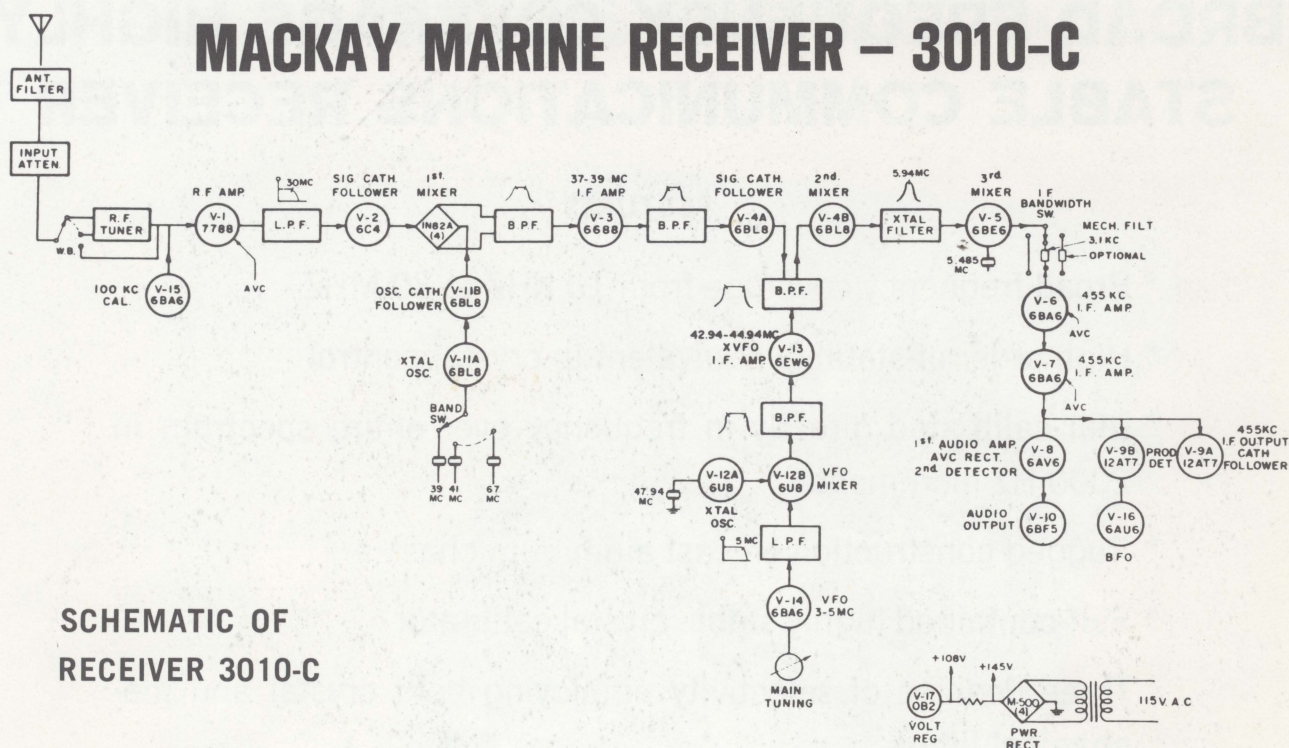 MACKAY MARINE RECEIVER – 3010-C
ANT.
FILTER
INPUT
ATTEN.
W.B.
R.F.
TUNER
100 KC
CAL.
V-15
6BA6
R.F AMP.
V-1
7788
AVC
30MC
L.P.F.
SIG. CATH.
FOLLOWER
V-2
6C4
1st.
MIXER
1N82A
(4)
OSC. CATH.
FOLLOWER
V-11B
6BL8
XTAL
OSC.
V-11A
6BL8
BAND
SW.
39
MC
41
MC
67
MC
B.P.F.
37-39 MC
I.F. AMP.
V-3
6688
B.P.F.
SIG. CATH.
FOLLOWER
V-4A
6BL8
2nd.
MIXER
V-4B
6BL8
B.P.F.
42.94-44.94MC
XVFO
I.F. AMP.
V-13
6EW6
B.P.F.
47.94
MC
V-12A
6U8
XTAL
OSC.
V-12B
6U8
VFO
MIXER
5 MC
L.P.F.
V-14
6BA6
VFO
3-5MC
MAIN
TUNING
5.94MC
XTAL
FILTER
3rd.
MIXER
V-5
6BE6
5.485
MC
I F
BANDWIDTH
SW.
MECH. FILT
3.1 KC
OPTIONAL
V-6
6BA6
455 KC
I.F. AMP.
AVC
V-7
6BA6
455KC
I.F. AMP.
AVC
1st. AUDIO AMP.
AVC RECT.
2nd. DETECTOR
V-8
6AV6
V-9B
12AT7
PROD
DET
V-9A
12AT7
455KC
I.F OUTPUT
CATH
FOLLOWER
AUDIO
OUTPUT
V-10
6BF5
V-16
6AU6
BFO
SCHEMATIC OF
RECEIVER 3010-C
+108V
+145V
V-17
OB2
VOLT
REG
M-500
(4)
PWR
RECT
115V. A C